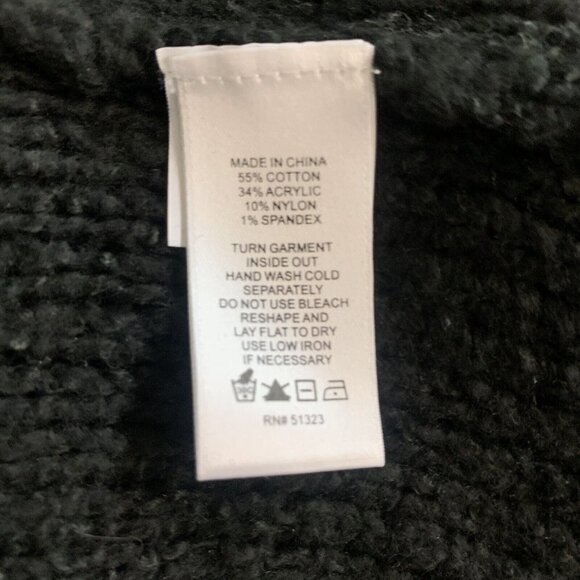 MADE IN CHINA
55% COTTON
34% ACRYLIC
10% NYLON
1% SPANDEX
TURN GARMENT
INSIDE OUT
HAND WASH COLD
SEPARATELY
DO NOT USE BLEACH
RESHAPE AND
LAY FLAT TO DRY
USE LOW IRON
IF NECESSARY
RN# 51323